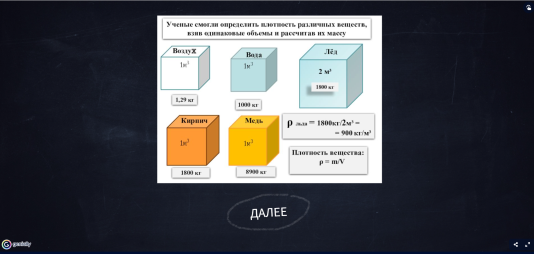 Ученые смогли определить плотность различных веществ,
взяв одинаковые объемы и рассчитав их массу
Воздух
1м³
1,29 кг
Вода
1м³
1000 кг
Лёд
2 м³
1800 кг
Кирпич
1м³
1800 кг
Медь
1м³
8900 кг
ρ льда = 1800кг/2м³ =
= 900 кг/м³
Плотность вещества:
ρ = m/V
ДАЛЕЕ
genially